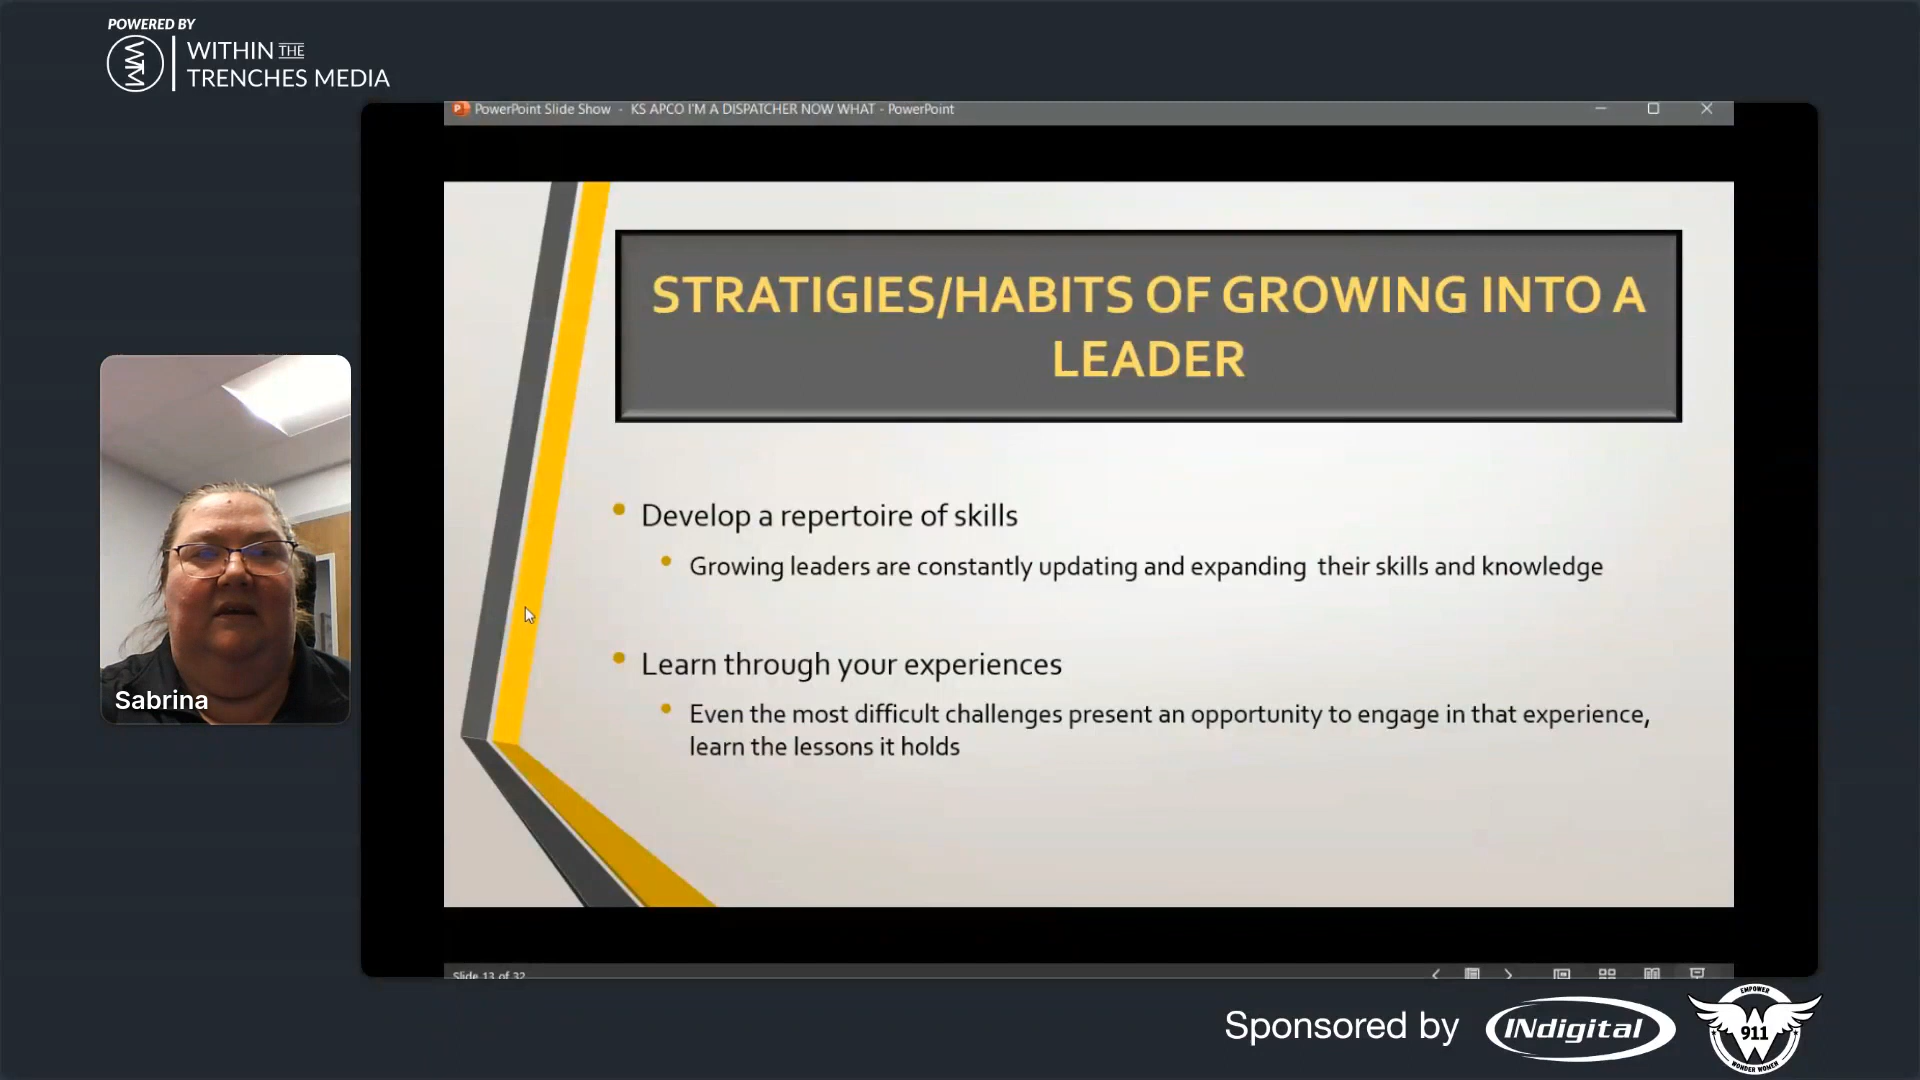 POWERED BY
WITHIN THE
TRENCHES MEDIA
PowerPoint Slide Show - KS APCO I'M A DISPATCHER NOW WHAT - PowerPoint
STRATIGIES/HABITS OF GROWING INTO A
LEADER
Develop a repertoire of skills
Growing leaders are constantly updating and expanding their skills and knowledge
Learn through your experiences
Even the most difficult challenges present an opportunity to engage in that experience,
learn the lessons it holds
Sabrina
Slide 13 of 32
Sponsored by
INdigital
EMPOWER
911
WONDER WOMEN